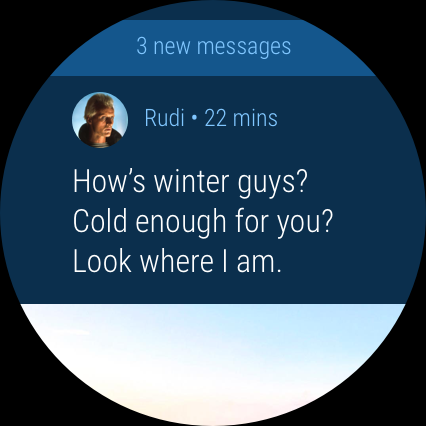 3 new messages
Rudi • 22 mins
How’s winter guys?
Cold enough for you?
Look where I am.